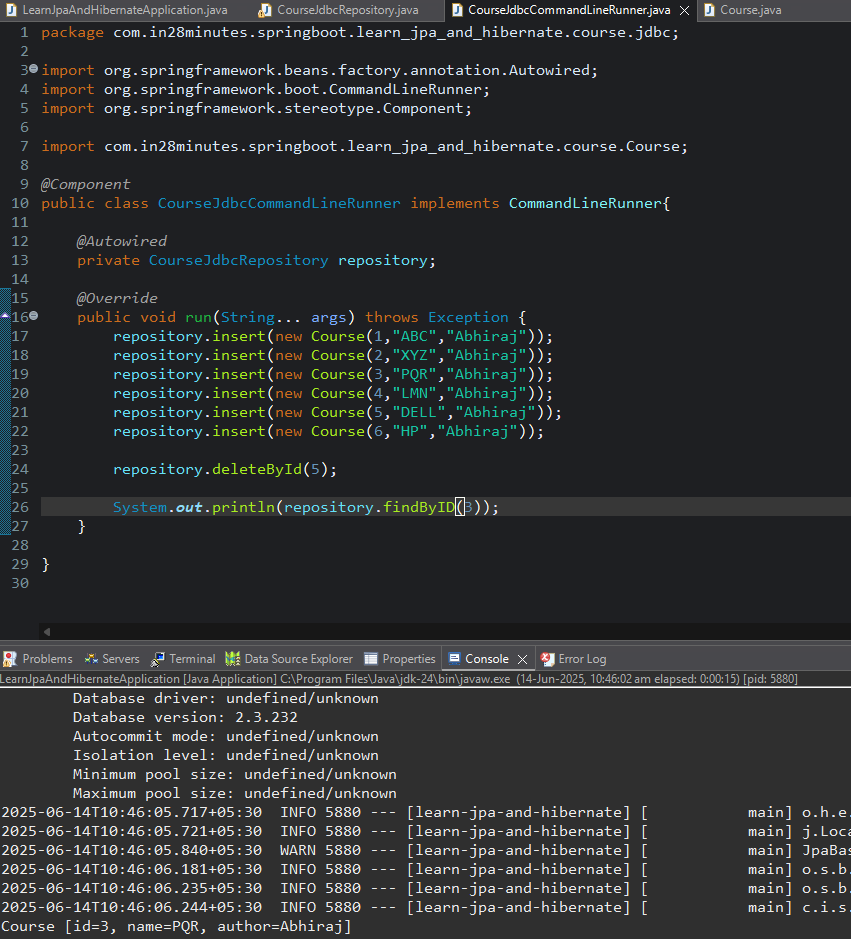 LearnJpaAndHibernateApplication.java CourseJdbcRepository.java CourseJdbcCommandLineRunner.java Course.java
1 package com.in28minutes.springboot.learn_jpa_and_hibernate.course.jdbc;
2
3 import org.springframework.beans.factory.annotation.Autowired;
4 import org.springframework.boot.CommandLineRunner;
5 import org.springframework.stereotype.Component;
6
7 import com.in28minutes.springboot.learn_jpa_and_hibernate.course.Course;
8
9 @Component
10 public class CourseJdbcCommandLineRunner implements CommandLineRunner{
11
12 @Autowired
13 private CourseJdbcRepository repository;
14
15 @Override
16 public void run(String... args) throws Exception {
17 repository.insert(new Course(1,"ABC","Abhiraj"));
18 repository.insert(new Course(2,"XYZ","Abhiraj"));
19 repository.insert(new Course(3,"PQR","Abhiraj"));
20 repository.insert(new Course(4,"LMN","Abhiraj"));
21 repository.insert(new Course(5,"DELL","Abhiraj"));
22 repository.insert(new Course(6,"HP","Abhiraj"));
23
24 repository.deleteById(5);
25
26 System.out.println(repository.findByID(3));
27 }
28
29 }
30
Problems Servers Terminal Data Source Explorer Properties Console Error Log
LearnJpaAndHibernateApplication [Java Application] C:\Program Files\Java\jdk-24\bin\javaw.exe (14-Jun-2025, 10:46:02 am elapsed: 0:00:15) [pid: 5880]
Database driver: undefined/unknown
Database version: 2.3.232
Autocommit mode: undefined/unknown
Isolation level: undefined/unknown
Minimum pool size: undefined/unknown
Maximum pool size: undefined/unknown
2025-06-14T10:46:05.717+05:30 INFO 5880 --- [learn-jpa-and-hibernate] [ main] o.h.e.
2025-06-14T10:46:05.721+05:30 INFO 5880 --- [learn-jpa-and-hibernate] [ main] j.Loca
2025-06-14T10:46:05.840+05:30 WARN 5880 --- [learn-jpa-and-hibernate] [ main] JpaBas
2025-06-14T10:46:06.181+05:30 INFO 5880 --- [learn-jpa-and-hibernate] [ main] o.s.b.
2025-06-14T10:46:06.235+05:30 INFO 5880 --- [learn-jpa-and-hibernate] [ main] o.s.b.
2025-06-14T10:46:06.244+05:30 INFO 5880 --- [learn-jpa-and-hibernate] [ main] c.i.s.
Course [id=3, name=PQR, author=Abhiraj]